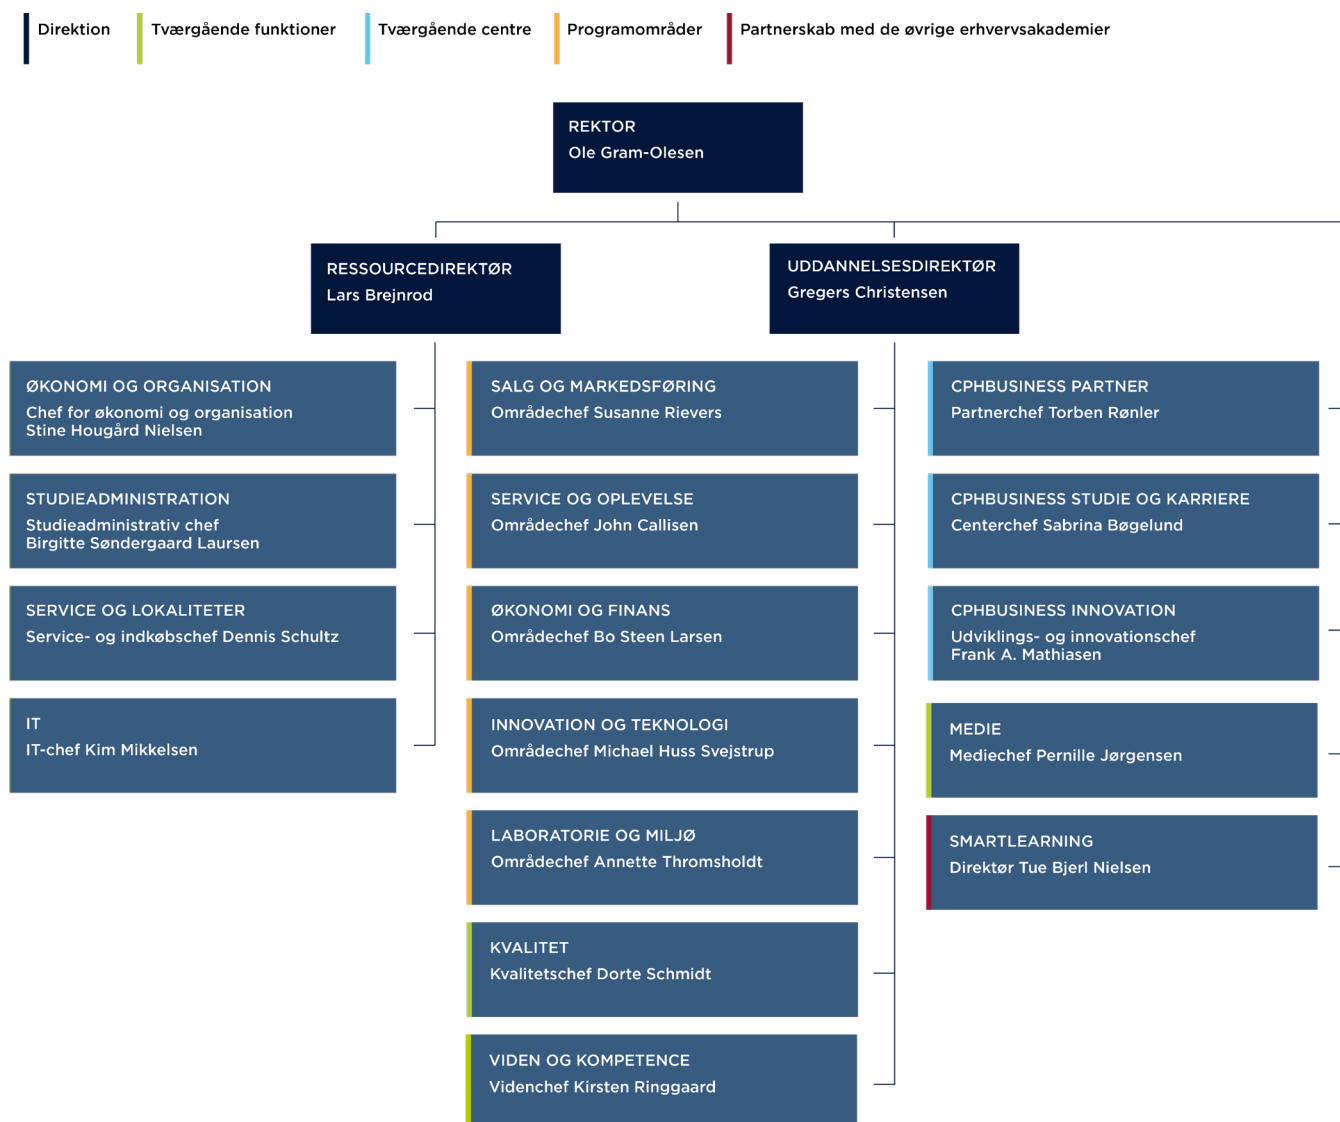 Direktion
Tværgående funktioner
Tværgående centre
Programområder
Partnerskab med de øvrige erhvervsakademier
REKTOR
Ole Gram-Olesen
RESSOURCEDIREKTØR
Lars Brejnrod
UDDANNELSESDIREKTØR
Gregers Christensen
ØKONOMI OG ORGANISATION
Chef for økonomi og organisation
Stine Hougård Nielsen
STUDIEADMINISTRATION
Studieadministrativ chef
Birgitte Søndergaard Laursen
SERVICE OG LOKALITETER
Service- og indkøbschef Dennis Schultz
IT
IT-chef Kim Mikkelsen
SALG OG MARKEDSFØRING
Områdechef Susanne Rievers
SERVICE OG OPLEVELSE
Områdechef John Callisen
ØKONOMI OG FINANS
Områdechef Bo Steen Larsen
INNOVATION OG TEKNOLOGI
Områdechef Michael Huss Svejstrup
LABORATORIE OG MILJØ
Områdechef Annette Thromsholdt
KVALITET
Kvalitetschef Dorte Schmidt
VIDEN OG KOMPETENCE
Videnchef Kirsten Ringgaard
CPHBUSINESS PARTNER
Partnerchef Torben Rønler
CPHBUSINESS STUDIE OG KARRIERE
Centerchef Sabrina Bøgelund
CPHBUSINESS INNOVATION
Udviklings- og innovationschef
Frank A. Mathiasen
MEDIE
Mediechef Pernille Jørgensen
SMARTLEARNING
Direktør Tue Bjerl Nielsen